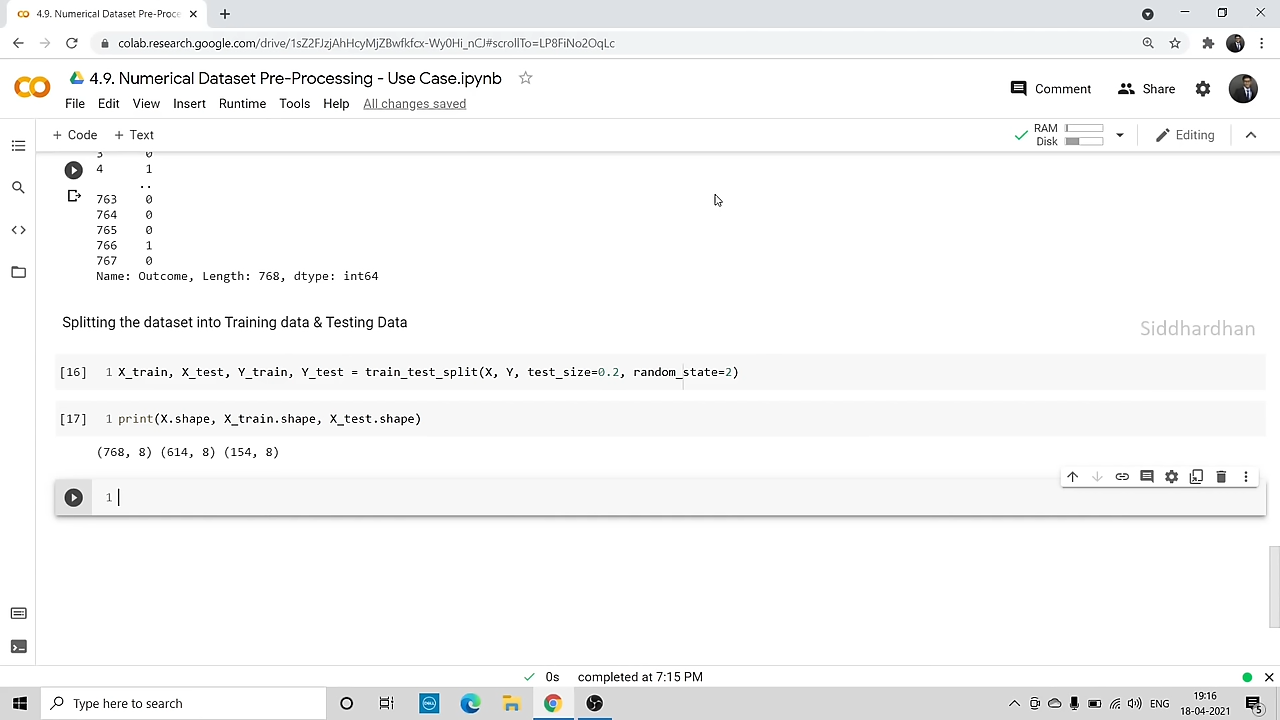 4.9. Numerical Dataset Pre-Proce
colab.research.google.com/drive/1sZ2FJzjAhHcyMjZBwfkfcx-Wy0Hi_nCJ#scrollTo=LP8FiNo2OqLc
4.9. Numerical Dataset Pre-Processing - Use Case.ipynb
Comment
Share
File Edit View Insert Runtime Tools Help All changes saved
+ Code + Text
RAM
Disk
Editing
3 0
4 1
..
763 0
764 0
765 0
766 1
767 0
Name: Outcome, Length: 768, dtype: int64
Splitting the dataset into Training data & Testing Data
Siddhardhan
[16] 1 X_train, X_test, Y_train, Y_test = train_test_split(X, Y, test_size=0.2, random_state=2)
[17] 1 print(X.shape, X_train.shape, X_test.shape)
(768, 8) (614, 8) (154, 8)
1
0s completed at 7:15 PM
Type here to search
DELL
ENG
19:16
18-04-2021
5